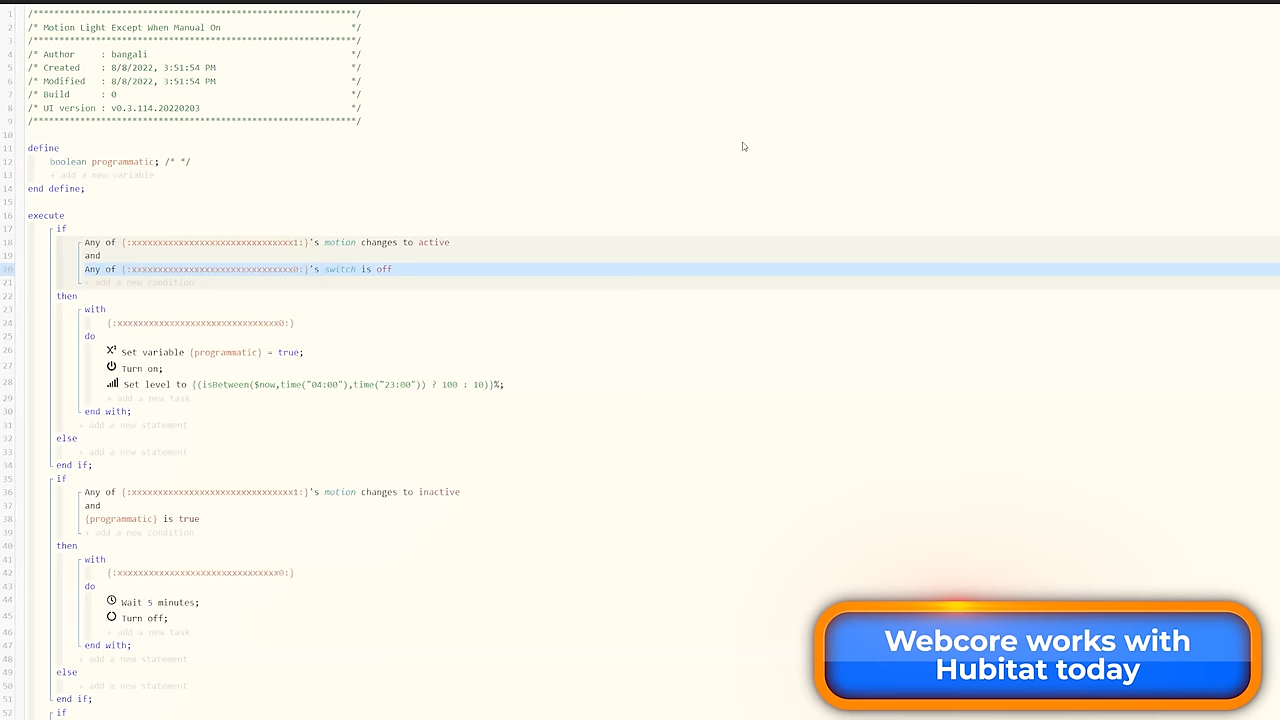 1 /**************************************************************/
2 /* Motion Light Except When Manual On */
3 /**************************************************************/
4 /* Author : bangali */
5 /* Created : 8/8/2022, 3:51:54 PM */
6 /* Modified : 8/8/2022, 3:51:54 PM */
7 /* Build : 0 */
8 /* UI version : v0.3.114.20220203 */
9 /**************************************************************/
10
11 define
12 boolean programmatic; /* */
13 + add a new variable
14 end define;
15
16 execute
17 if
18 Any of {:xxxxxxxxxxxxxxxxxxxxxxxxxxxxxxx1:}'s motion changes to active
19 and
20 Any of {:xxxxxxxxxxxxxxxxxxxxxxxxxxxxxxx0:}'s switch is off
21 + add a new condition
22 then
23 with
24 {:xxxxxxxxxxxxxxxxxxxxxxxxxxxxxxx0:}
25 do
26 X¹ Set variable {programmatic} = true;
27 Turn on;
28 Set level to {(isBetween($now,time("04:00"),time("23:00")) ? 100 : 10)}%;
29 + add a new task
30 end with;
31 + add a new statement
32 else
33 + add a new statement
34 end if;
35 if
36 Any of {:xxxxxxxxxxxxxxxxxxxxxxxxxxxxxxx1:}'s motion changes to inactive
37 and
38 {programmatic} is true
39 + add a new condition
40 then
41 with
42 {:xxxxxxxxxxxxxxxxxxxxxxxxxxxxxxx0:}
43 do
44 Wait 5 minutes;
45 Turn off;
46 + add a new task
47 end with;
48 + add a new statement
49 else
50 + add a new statement
51 end if;
52 if
Webcore works with
Hubitat today